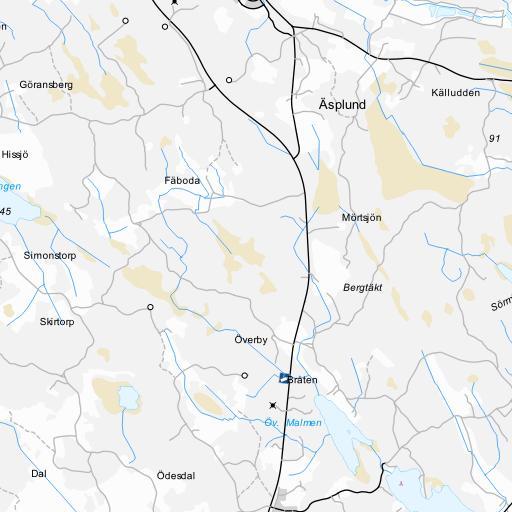 Göransberg
Källudden
Äsplund
91
Hissjö
Fäboda
45
Mörtsjön
Simonstorp
Bergtäkt
Skirtorp
Överby
Bråten
Öv. Malmen
Dal
Ödesdal